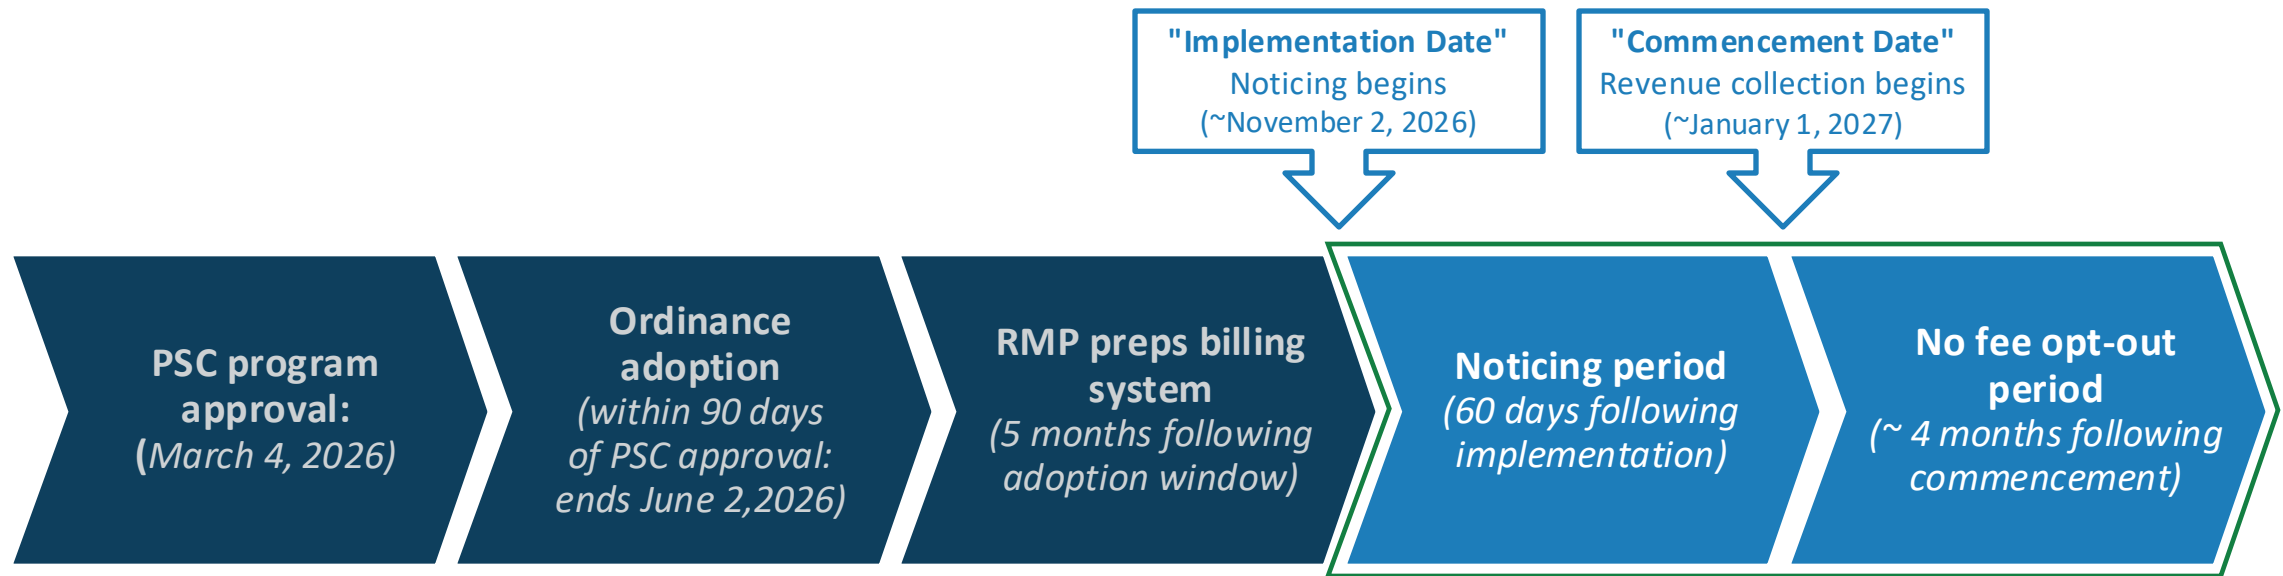 "Implementation Date"
Noticing begins
(~November 2, 2026)
"Commencement Date"
Revenue collection begins
(~January 1, 2027)
PSC program
approval:
(March 4, 2026)
Ordinance
adoption
(within 90 days
of PSC approval:
ends June 2,2026)
RMP preps billing
system
(5 months following
adoption window)
Noticing period
(60 days following
implementation)
No fee opt-out
period
(~ 4 months following
commencement)